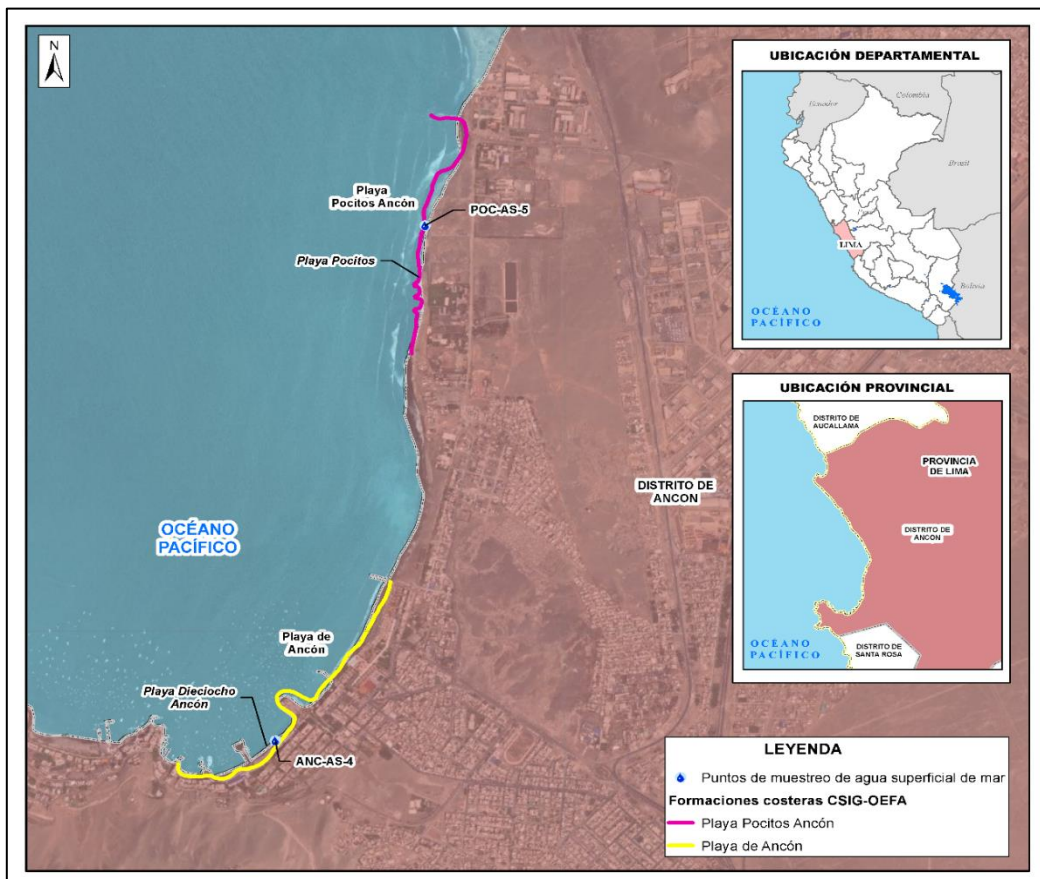 N
Playa
Pocitos Ancón
POC-AS-5
Playa Pocitos
DISTRITO DE
ANCON
OCÉANO
PACÍFICO
Playa de
Ancón
Playa Dieciocho
Ancón
ANC-AS-4
UBICACIÓN DEPARTAMENTAL
Ecuador
Colombia
Brazil
LIMA
Bolivia
OCÉANO
PACÍFICO
UBICACIÓN PROVINCIAL
DISTRITO DE
AUCALLAMA
PROVINCIA
DE LIMA
DISTRITO DE
ANCON
OCÉANO
PACÍFICO
DISTRITO DE
SANTA ROSA
LEYENDA
Puntos de muestreo de agua superficial de mar
Formaciones costeras CSIG-OEFA
Playa Pocitos Ancón
Playa de Ancón